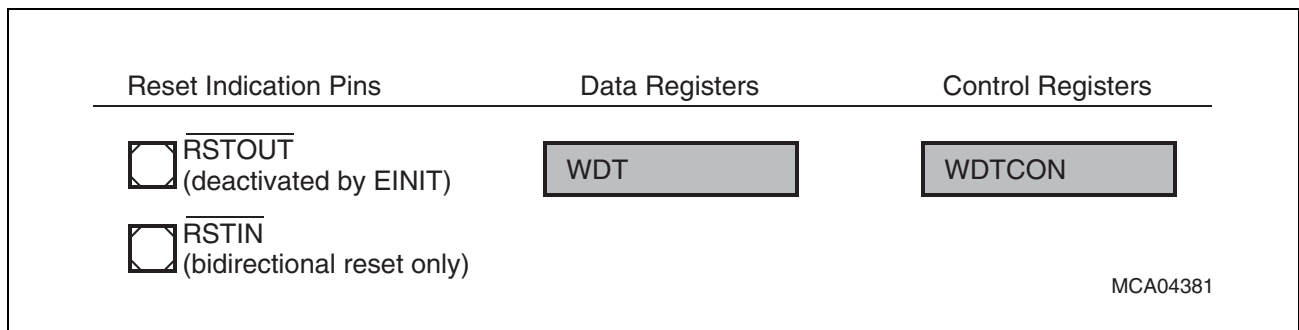 Reset Indication Pins Data Registers Control Registers
RSTOUT
(deactivated by EINIT)
WDT
WDTCON
RSTIN
(bidirectional reset only)
MCA04381